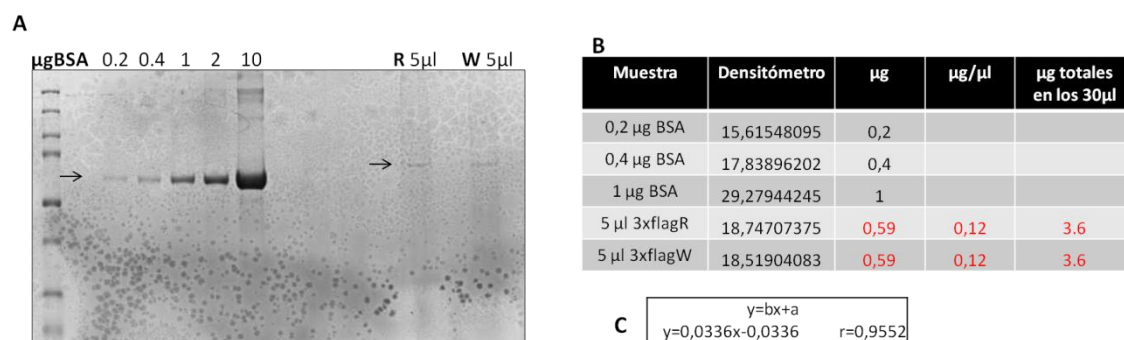 A
µgBSA 0.2 0.4 1 2 10 R 5µl W 5µl
B
Muestra Densitómetro µg µg/µl µg totales en los 30µl
0,2 µg BSA 15,61548095 0,2
0,4 µg BSA 17,83896202 0,4
1 µg BSA 29,27944245 1
5 µl 3xflagR 18,74707375 0,59 0,12 3.6
5 µl 3xflagW 18,51904083 0,59 0,12 3.6
C
y=bx+a
y=0,0336x-0,0336 r=0,9552